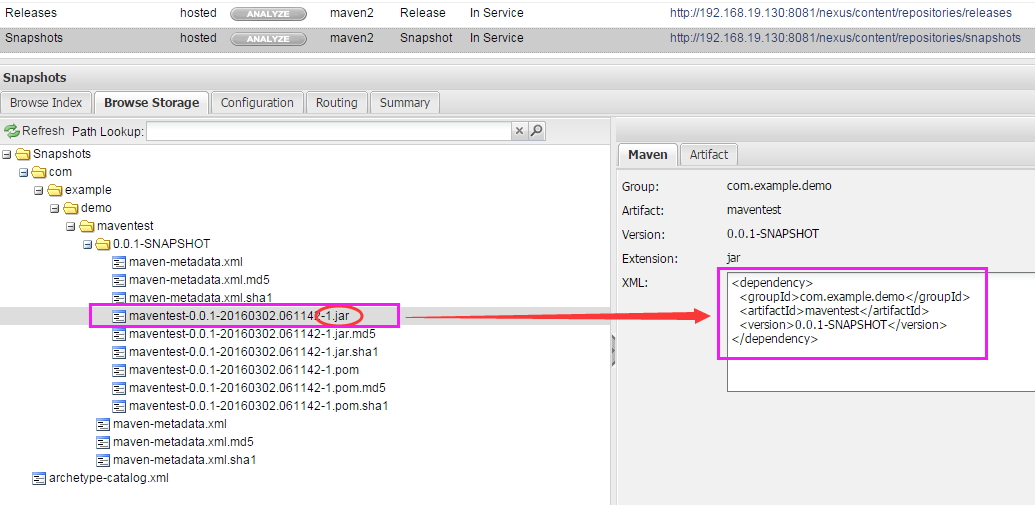 Releases hosted ANALYZE maven2 Release In Service http://192.168.19.130:8081/nexus/content/repositories/releases
Snapshots hosted ANALYZE maven2 Snapshot In Service http://192.168.19.130:8081/nexus/content/repositories/snapshots
Snapshots
Browse Index Browse Storage Configuration Routing Summary
Refresh Path Lookup:
Snapshots
com
example
demo
maventest
0.0.1-SNAPSHOT
maven-metadata.xml
maven-metadata.xml.md5
maven-metadata.xml.sha1
maventest-0.0.1-20160302.061142-1.jar
maventest-0.0.1-20160302.061142-1.jar.md5
maventest-0.0.1-20160302.061142-1.jar.sha1
maventest-0.0.1-20160302.061142-1.pom
maventest-0.0.1-20160302.061142-1.pom.md5
maventest-0.0.1-20160302.061142-1.pom.sha1
maven-metadata.xml
maven-metadata.xml.md5
maven-metadata.xml.sha1
archetype-catalog.xml
Maven Artifact
Group: com.example.demo
Artifact: maventest
Version: 0.0.1-SNAPSHOT
Extension: jar
XML:
<dependency>
<groupId>com.example.demo</groupId>
<artifactId>maventest</artifactId>
<version>0.0.1-SNAPSHOT</version>
</dependency>